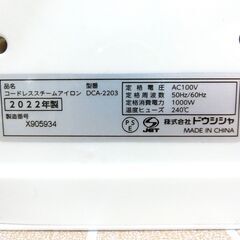 品名 型番
コードレススチームアイロン DCA-2203
2022年製
製造番号
X905934
定格電圧 AC100V
定格周波数 50Hz/60Hz
定格消費電力 1000W
温度ヒューズ 240℃
PSE JET 株式会社ドウシシャ
MADE IN CHINA